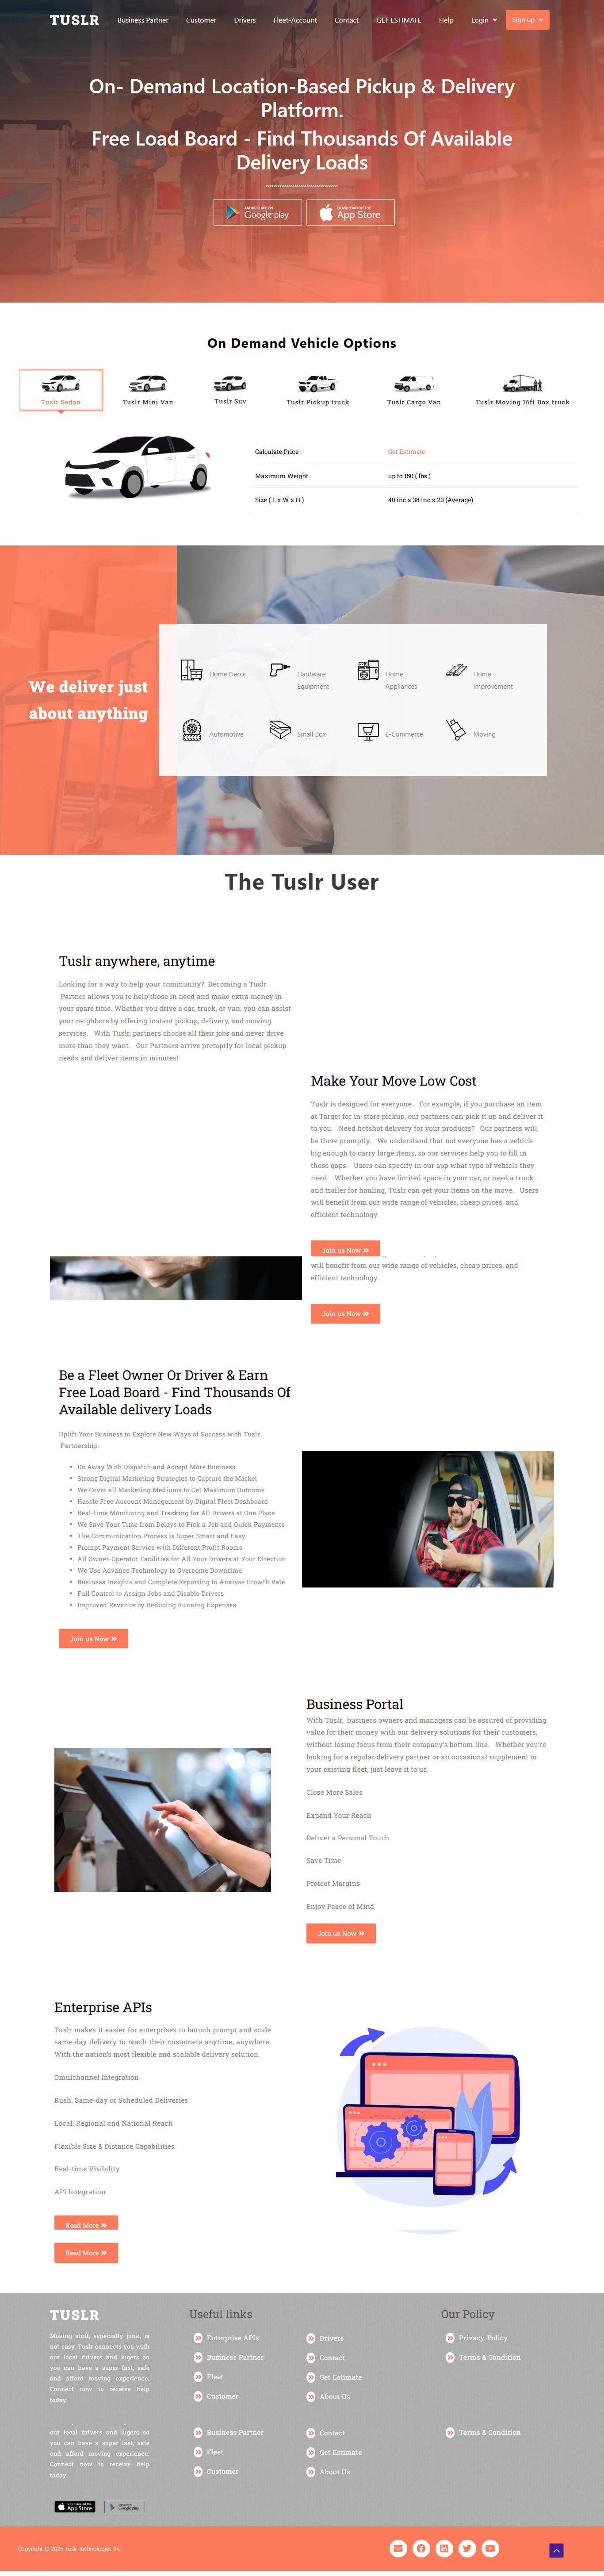 TUSLR
Business Partner
Customer
Drivers
Fleet-Account
Contact
GET ESTIMATE
Help
Login
Sign up
On- Demand Location-Based Pickup & Delivery
Platform.
Free Load Board - Find Thousands Of Available
Delivery Loads
ANDROID APP ON
Google play
DOWNLOAD ON THE
App Store
On Demand Vehicle Options
Tuslr Sedan
Tuslr Mini Van
Tuslr Suv
Tuslr Pickup truck
Tuslr Cargo Van
Tuslr Moving 16ft Box truck
Calculate Price :
Get Estimate
Maximum Weight
up to 150 ( lbs )
Size ( L x W x H )
40 inc x 38 inc x 20 (Average)
We deliver just
about anything
Home Decor
Hardware
Equipment
Home
Appliances
Home
Improvement
Automotive
Small Box
E-Commerce
Moving
The Tuslr User
Tuslr anywhere, anytime
Looking for a way to help your community? Becoming a Tuslr
Partner allows you to help those in need and make extra money in
your spare time. Whether you drive a car, truck, or van, you can assist
your neighbors by offering instant pickup, delivery, and moving
services. With Tuslr, partners choose all their jobs and never drive
more than they want. Our Partners arrive promptly for local pickup
needs and deliver items in minutes!
Make Your Move Low Cost
Tuslr is designed for everyone. For example, if you purchase an item
at Target for in-store pickup, our partners can pick it up and deliver it
to you. Need hotshot delivery for your products? Our partners will
be there promptly. We understand that not everyone has a vehicle
big enough to carry large items, so our services help you to fill in
those gaps. Users can specify in our app what type of vehicle they
need. Whether you have limited space in your car, or need a truck
and trailer for hauling, Tuslr can get your items on the move. Users
will benefit from our wide range of vehicles, cheap prices, and
efficient technology.
Join us Now
will benefit from our wide range of vehicles, cheap prices, and
efficient technology.
Join us Now
Be a Fleet Owner Or Driver & Earn
Free Load Board - Find Thousands Of
Available delivery Loads
Uplift Your Business to Explore New Ways of Success with Tuslr
Partnership.
Do Away With Dispatch and Accept More Business
Strong Digital Marketing Strategies to Capture the Market
We Cover all Marketing Mediums to Get Maximum Outcome
Hassle Free Account Management by Digital Fleet Dashboard
Real-time Monitoring and Tracking for All Drivers at One Place
We Save Your Time from Delays to Pick a Job and Quick Payments
The Communication Process is Super Smart and Easy
Prompt Payment Service with Different Profit Rooms
All Owner-Operator Facilities for All Your Drivers at Your Direction
We Use Advance Technology to Overcome Downtime
Business Insights and Complete Reporting to Analyse Growth Rate
Full Control to Assign Jobs and Disable Drivers
Improved Revenue by Reducing Running Expenses
Join us Now
Business Portal
With Tuslr, business owners and managers can be assured of providing
value for their money with our delivery solutions for their customers,
without losing focus from their company's bottom line. Whether you're
looking for a regular delivery partner or an occasional supplement to
your existing fleet, just leave it to us.
Close More Sales
Expand Your Reach
Deliver a Personal Touch
Save Time
Protect Margins
Enjoy Peace of Mind
Join us Now
Enterprise APIs
Tuslr makes it easier for enterprises to launch prompt and scale
same-day delivery to reach their customers anytime, anywhere.
With the nation's most flexible and scalable delivery solution.
Omnichannel Integration
Rush, Same-day or Scheduled Deliveries
Local, Regional and National Reach
Flexible Size & Distance Capabilities
Real-time Visibility
API Integration
Read More
Read More
TUSLR
Moving stuff, especially junk, is
not easy. Tuslr connects you with
our local drivers and lugers so
you can have a super fast, safe
and afford moving experience.
Connect now to receive help
today.
Useful links
Enterprise APIs
Business Partner
Fleet
Customer
Drivers
Contact
Get Estimate
About Us
Our Policy
Privacy-Policy
Terms & Condition
our local drivers and lugers so
you can have a super fast, safe
and afford moving experience.
Connect now to receive help
today.
Business Partner
Fleet
Customer
Contact
Get Estimate
About Us
Terms & Condition
App Store
Google play
Copyright © 2025 Tuslr Technologies Inc